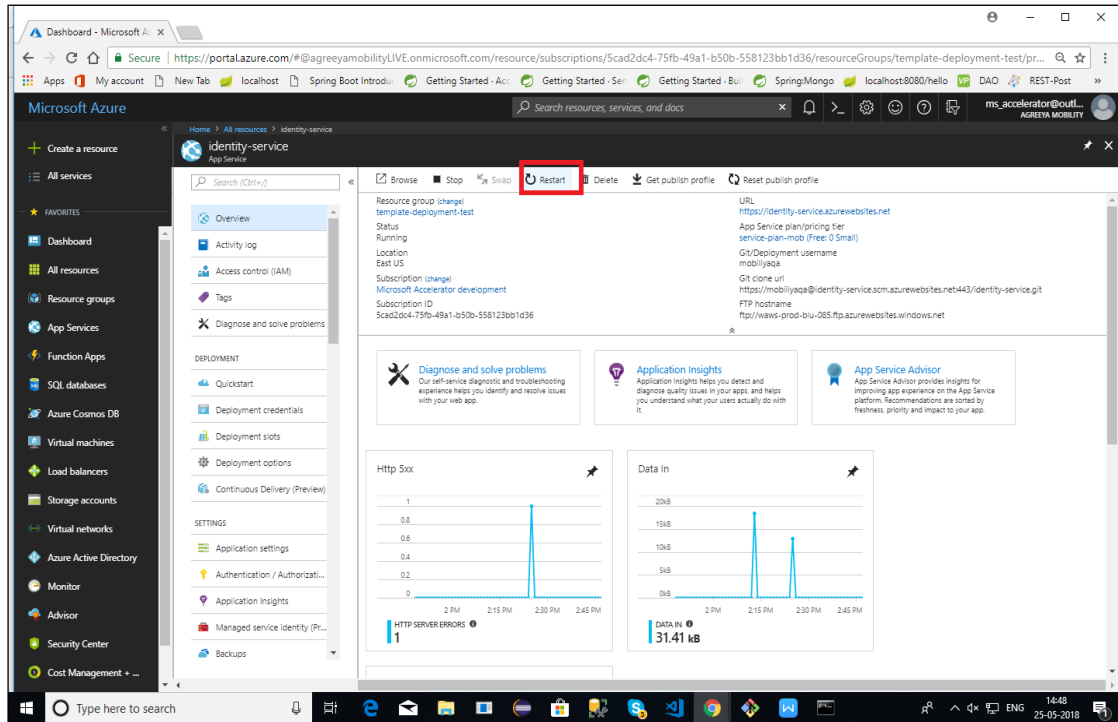 Dashboard - Microsoft A
Secure | https://portal.azure.com/#@agreeyamobilityLIVE.onmicrosoft.com/resource/subscriptions/5cad2dc4-75fb-49a1-b50b-558123bb1d36/resourceGroups/template-deployment-test/pr...
Apps My account New Tab localhost Spring Boot Introduc Getting Started · Acc Getting Started · Ser Getting Started · Bui Spring:Mongo localhost:8080/hello VP DAO REST-Post »
Microsoft Azure
Search resources, services, and docs
ms_accelerator@outl...
AGREEYA MOBILITY
Home > All resources > identity-service
identity-service
App Service
Create a resource
All services
FAVORITES
Dashboard
All resources
Resource groups
App Services
Function Apps
SQL databases
Azure Cosmos DB
Virtual machines
Load balancers
Storage accounts
Virtual networks
Azure Active Directory
Monitor
Advisor
Security Center
Cost Management + ...
Search (Ctrl+/)
Overview
Activity log
Access control (IAM)
Tags
Diagnose and solve problems
DEPLOYMENT
Quickstart
Deployment credentials
Deployment slots
Deployment options
Continuous Delivery (Preview)
SETTINGS
Application settings
Authentication / Authorizati...
Application Insights
Managed service identity (Pr...
Backups
Browse Stop Swap Restart Delete Get publish profile Reset publish profile
Resource group (change)
template-deployment-test
Status
Running
Location
East US
Subscription (change)
Microsoft Accelerator development
Subscription ID
5cad2dc4-75fb-49a1-b50b-558123bb1d36
URL
https://identity-service.azurewebsites.net
App Service plan/pricing tier
service-plan-mob (Free: 0 Small)
Git/Deployment username
mobiliyaqa
Git clone url
https://mobiliyaqa@identity-service.scm.azurewebsites.net:443/identity-service.git
FTP hostname
ftp://waws-prod-blu-085.ftp.azurewebsites.windows.net
Diagnose and solve problems
Our self-service diagnostic and troubleshooting
experience helps you identify and resolve issues
with your web app.
Application Insights
Application Insights helps you detect and
diagnose quality issues in your apps, and helps
you understand what your users actually do with
it.
App Service Advisor
App Service Advisor provides insights for
improving app experience on the App Service
platform. Recommendations are sorted by
freshness, priority and impact to your app.
Http 5xx
1
0.8
0.6
0.4
0.2
0
2 PM 2:15 PM 2:30 PM 2:45 PM
HTTP SERVER ERRORS
1
Data In
20kB
15kB
10kB
5kB
0kB
2 PM 2:15 PM 2:30 PM 2:45 PM
DATA IN
31.41 kB
Type here to search
ENG
14:48
25-05-2018